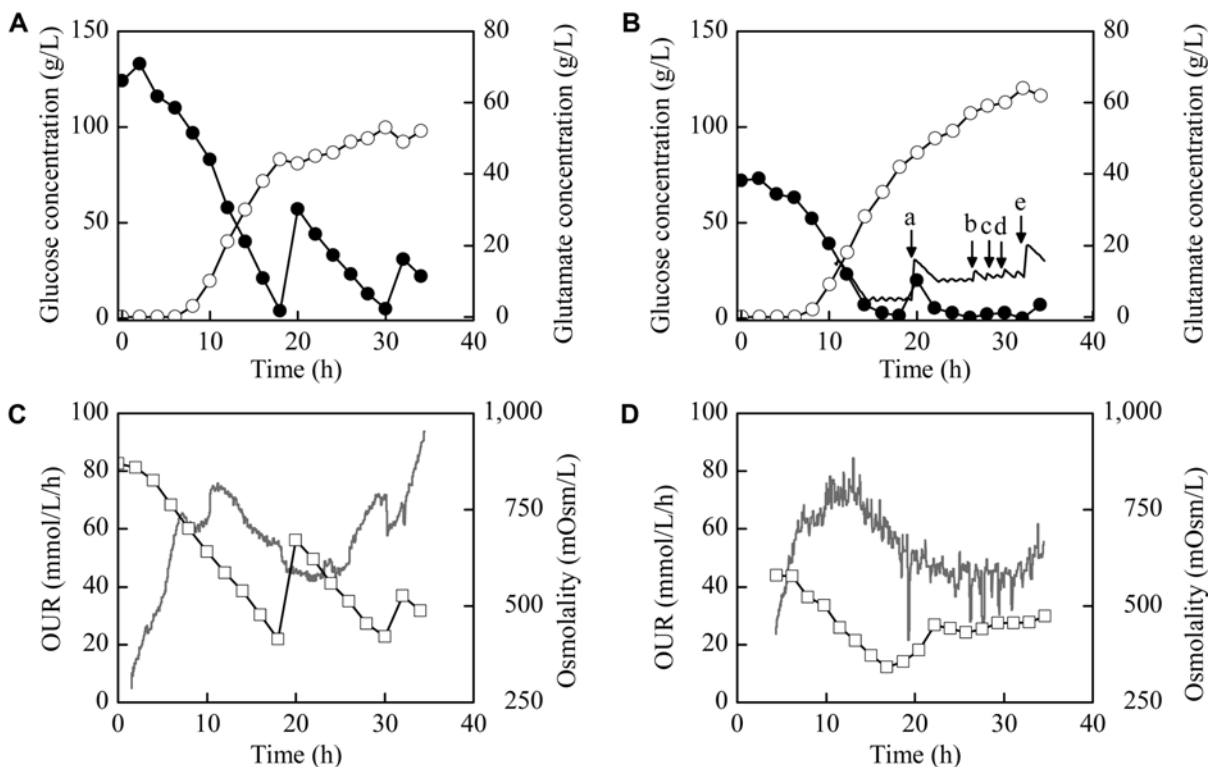 A
B
Glucose concentration (g/L)
150
100
50
0
80
60
40
20
0
Glutamate concentration (g/L)
0 10 20 30 40
Time (h)
Glucose concentration (g/L)
150
100
50
0
a
b c d
e
80
60
40
20
0
Glutamate concentration (g/L)
0 10 20 30 40
Time (h)
C
D
OUR (mmol/L/h)
100
80
60
40
20
0
1,000
750
500
250
Osmolality (mOsm/L)
0 10 20 30 40
Time (h)
OUR (mmol/L/h)
100
80
60
40
20
0
1,000
750
500
250
Osmolality (mOsm/L)
0 10 20 30 40
Time (h)